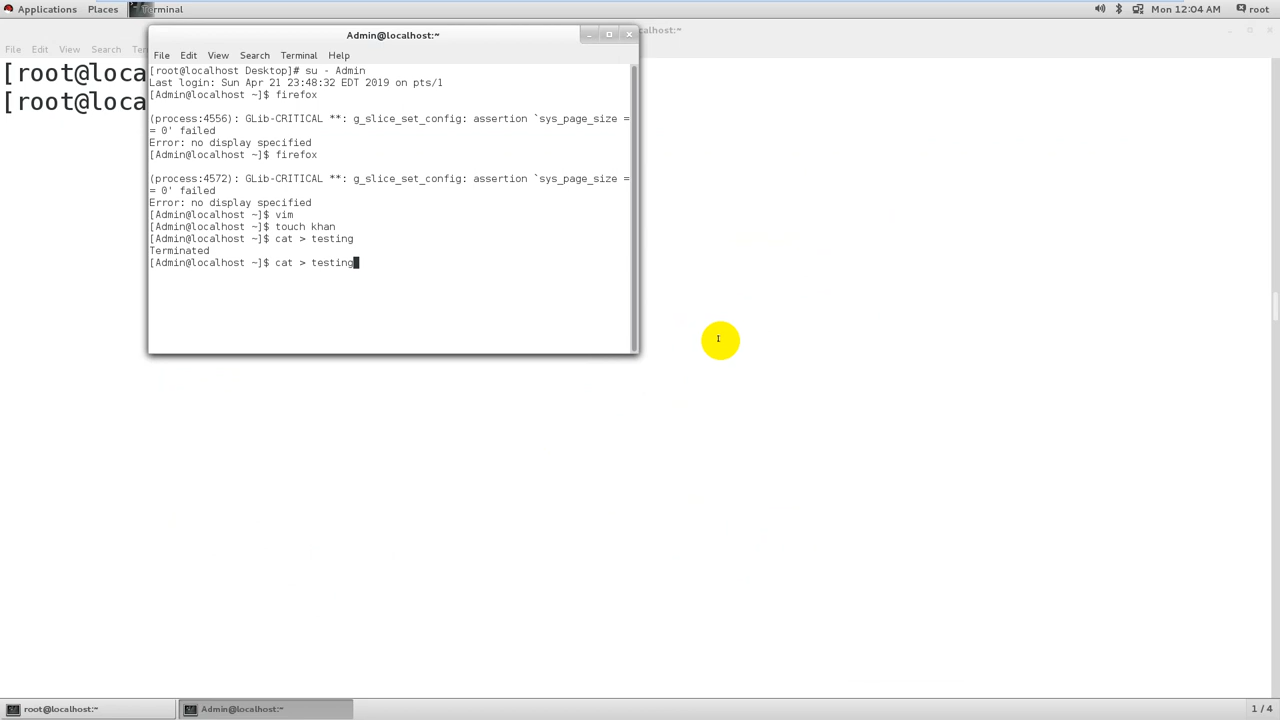 Applications Places Terminal Mon 12:04 AM root
Admin@localhost:~
File Edit View Search
[root@loca
[root@loca
File Edit View Search Terminal Help
[root@localhost Desktop]# su - Admin
Last login: Sun Apr 21 23:48:32 EDT 2019 on pts/1
[Admin@localhost ~]$ firefox
(process:4556): GLib-CRITICAL **: g_slice_set_config: assertion `sys_page_size =
= 0' failed
Error: no display specified
[Admin@localhost ~]$ firefox
(process:4572): GLib-CRITICAL **: g_slice_set_config: assertion `sys_page_size =
= 0' failed
Error: no display specified
[Admin@localhost ~]$ vim
[Admin@localhost ~]$ touch khan
[Admin@localhost ~]$ cat > testing
Terminated
[Admin@localhost ~]$ cat > testing
root@localhost:~ Admin@localhost:~ 1 / 4